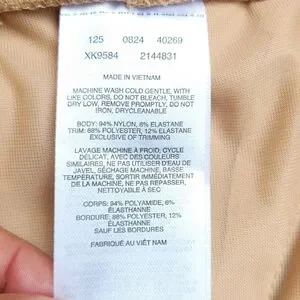 125 0824 40269
XK9584 2144831
MADE IN VIETNAM
MACHINE WASH COLD GENTLE, WITH
LIKE COLORS, DO NOT BLEACH, TUMBLE
DRY LOW, REMOVE PROMPTLY, DO NOT
IRON, DRYCLEANABLE
BODY: 94% NYLON, 6% ELASTANE
TRIM: 88% POLYESTER, 12% ELASTANE
EXCLUSIVE OF TRIMMING
LAVAGE MACHINE À FROID, CYCLE
DÉLICAT, AVEC DES COULEURS
SIMILAIRES, NE PAS UTILISER D'EAU DE
JAVEL, SÉCHAGE MACHINE, BASSE
TEMPÉRATURE, SORTIR IMMÉDIATEMENT
DE LA MACHINE, NE PAS REPASSER,
NETTOYABLE À SEC
CORPS: 94% POLYAMIDE, 6%
ÉLASTHANNE
BORDURE: 88% POLYESTER, 12%
ÉLASTHANNE
SAUF LES BORDURES
FABRIQUÉ AU VIÊT NAM